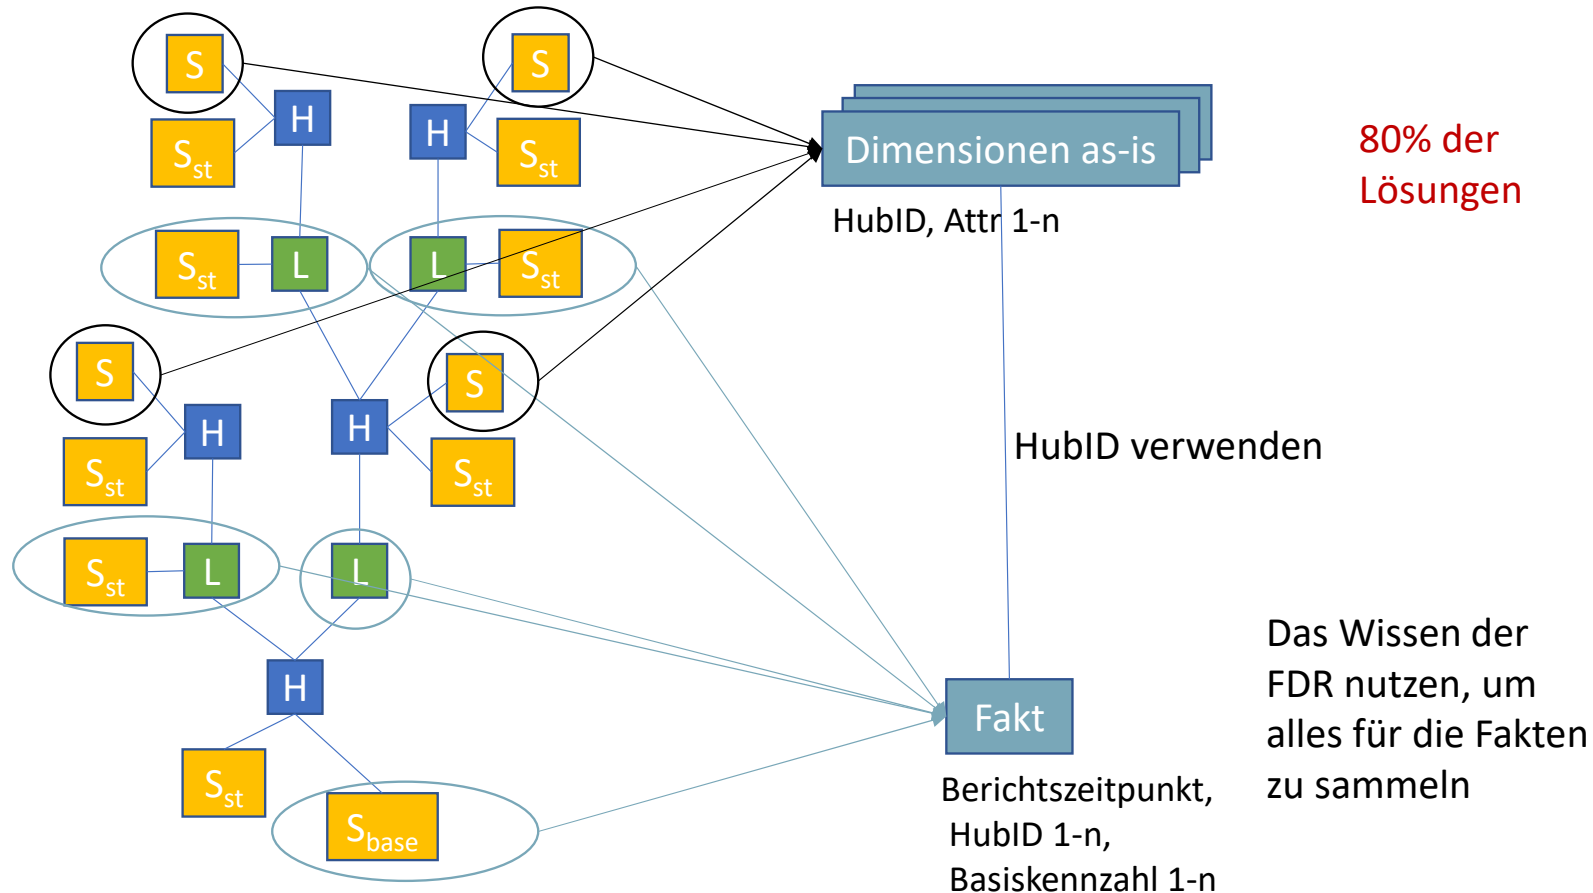 S
S
H
H
Sst
Sst
Dimensionen as-is
80% der
Lösungen
HubID, Attr 1-n
Sst
L
L
Sst
S
S
H
H
Sst
Sst
HubID verwenden
Sst
L
L
H
Fakt
Das Wissen der
FDR nutzen, um
alles für die Fakten
zu sammeln
Sst
Sbase
Berichtszeitpunkt,
HubID 1-n,
Basiskennzahl 1-n